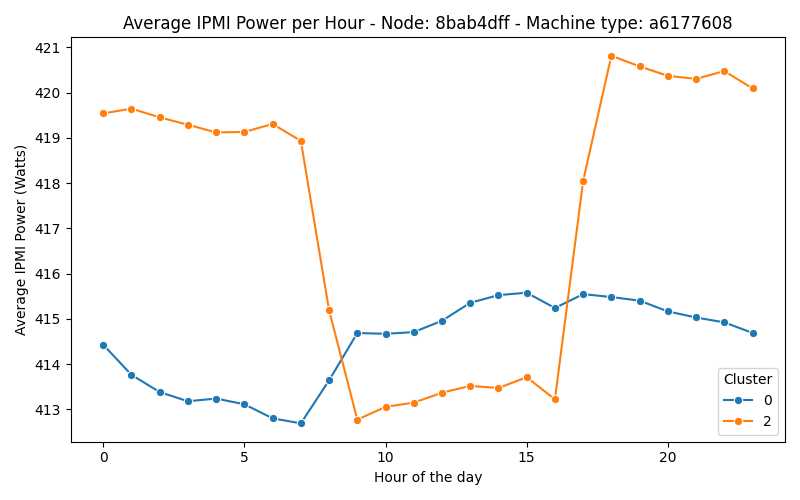 Average IPMI Power per Hour - Node: 8bab4dff - Machine type: a6177608
421
420
419
418
417
416
415
414
413
Average IPMI Power (Watts)
Cluster
0
2
0 5 10 15 20
Hour of the day